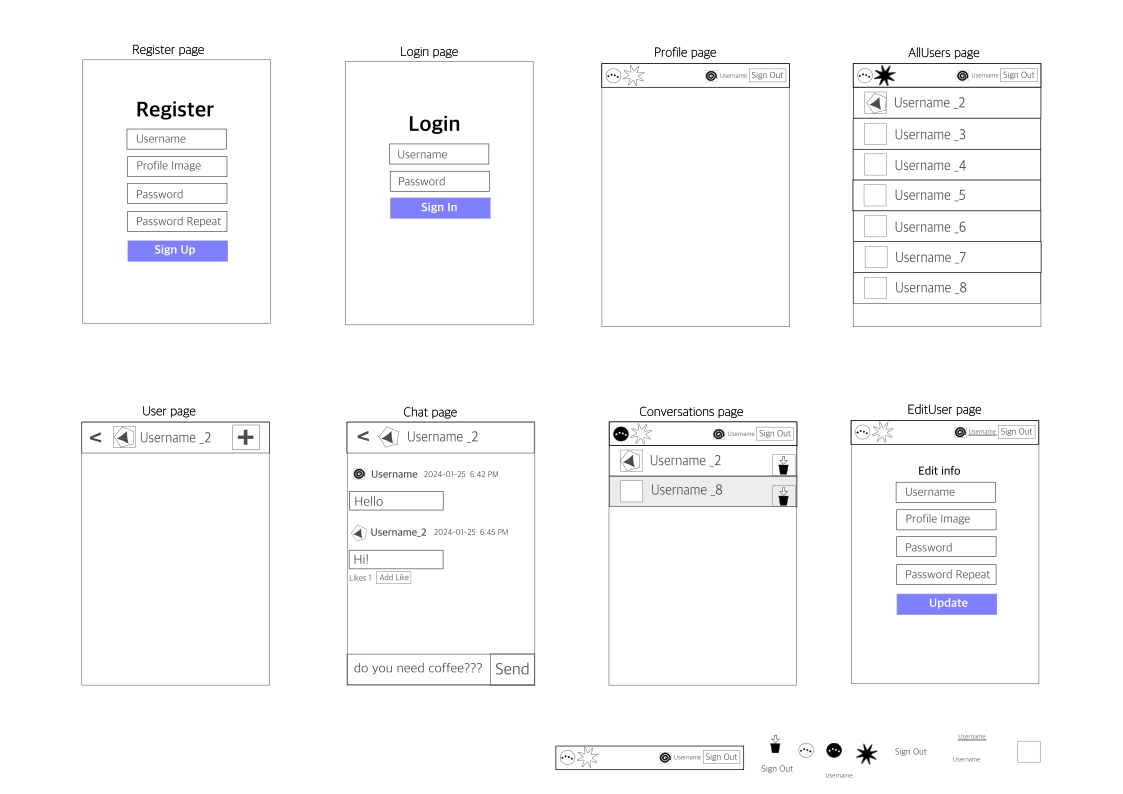 Register page
Register
Username
Profile Image
Password
Password Repeat
Sign Up
Login page
Login
Username
Password
Sign In
Profile page
Username Sign Out
AllUsers page
Username Sign Out
Username _2
Username _3
Username _4
Username _5
Username _6
Username _7
Username _8
User page
< Username _2 +
Chat page
< Username _2
Username 2024-01-25 6:42 PM
Hello
Username_2 2024-01-25 6:45 PM
Hi!
Likes 1 Add Like
do you need coffee??? Send
Conversations page
Username Sign Out
Username _2
Username _8
EditUser page
Username Sign Out
Edit info
Username
Profile Image
Password
Password Repeat
Update
Username Sign Out
Sign Out
Username
Sign Out
Username
Username